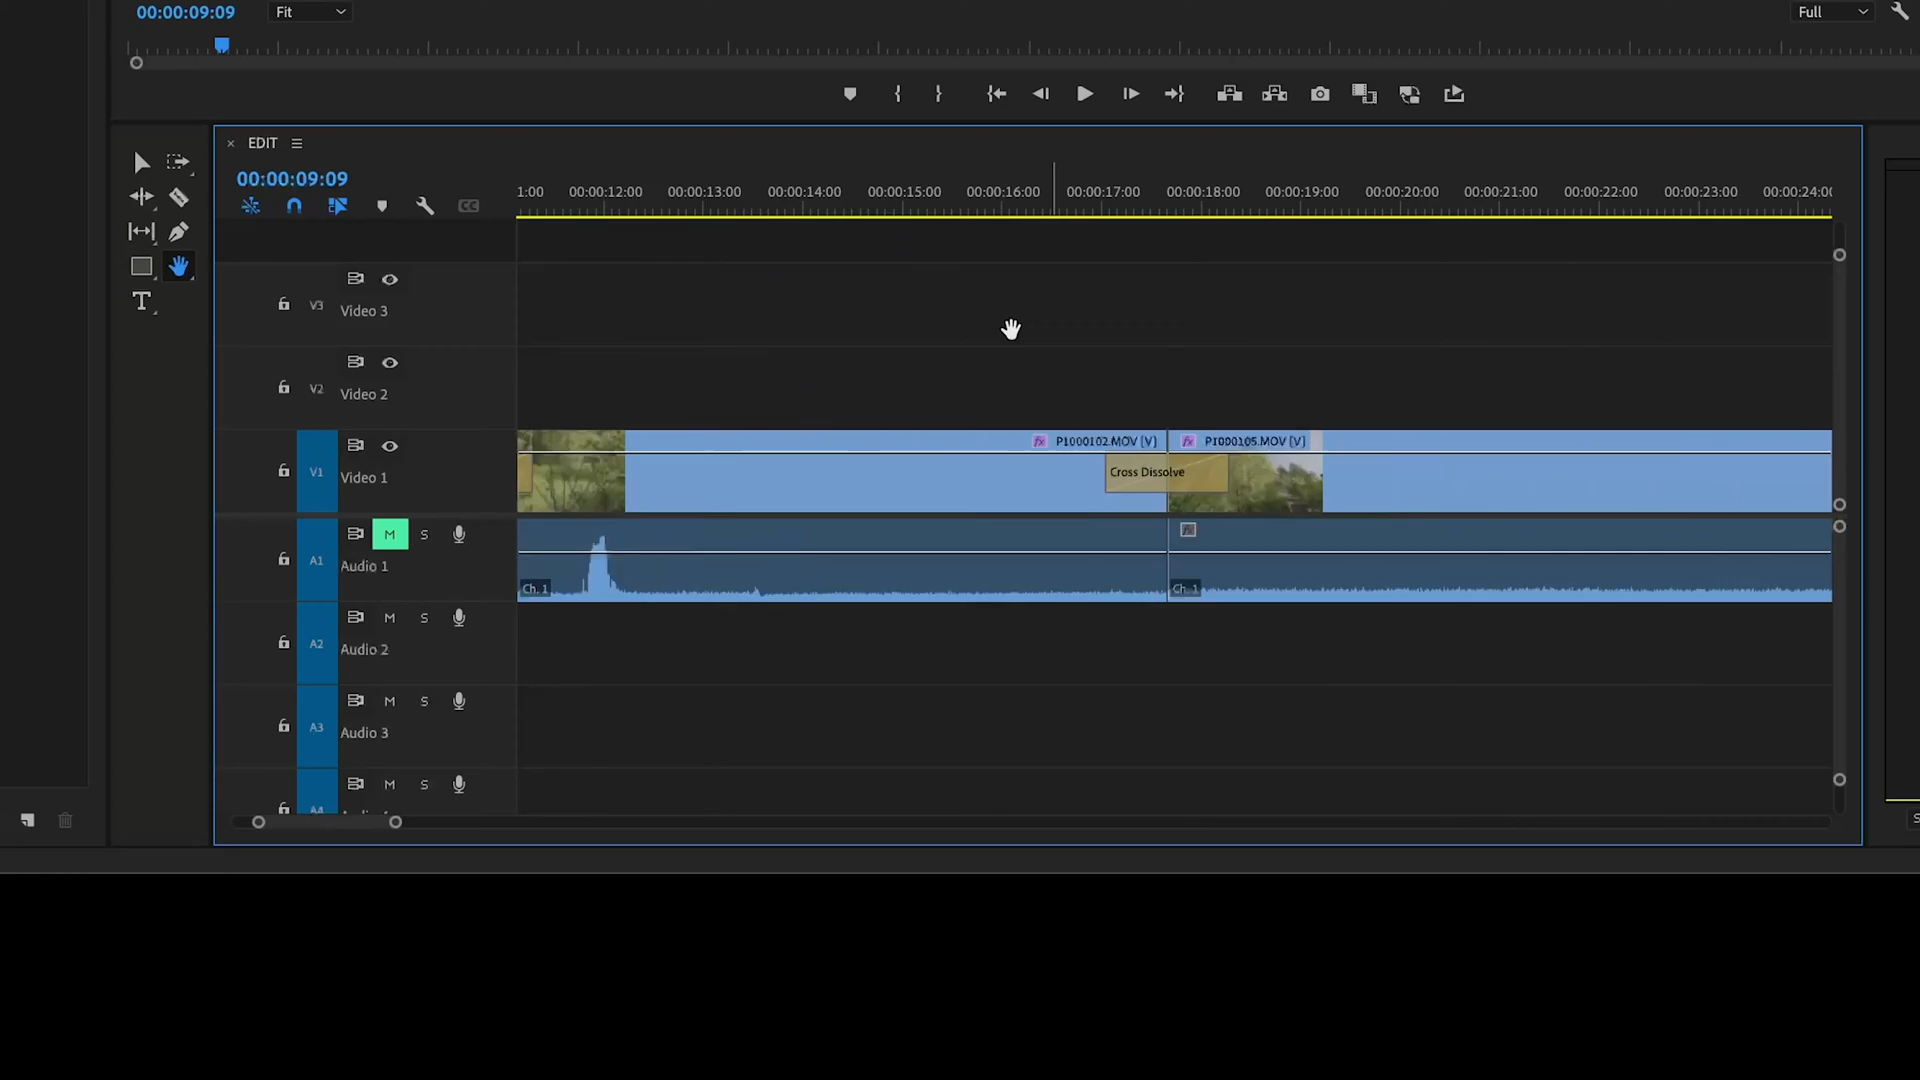 00:00:09:09 Fit Full
EDIT
00:00:09:09
1:00 00:00:12:00 00:00:13:00 00:00:14:00 00:00:15:00 00:00:16:00 00:00:17:00 00:00:18:00 00:00:19:00 00:00:20:00 00:00:21:00 00:00:22:00 00:00:23:00 00:00:24:00
V3 Video 3
T
V2 Video 2
P1000102.MOV [V] P1000105.MOV [V]
V1 Video 1 Cross Dissolve
M S
A1 Audio 1
Ch. 1 Ch. 1
M S
A2 Audio 2
M S
A3 Audio 3
M S
A4